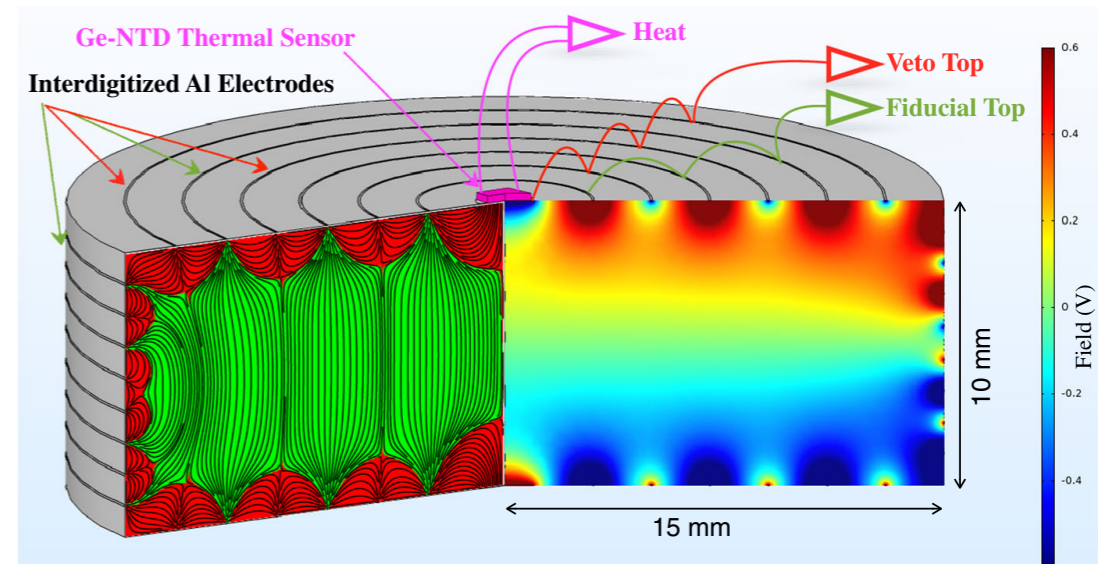 Ge-NTD Thermal Sensor
Heat
Interdigitized Al Electrodes
Veto Top
Fiducial Top
0.6
0.4
0.2
0
-0.2
-0.4
Field (V)
10 mm
15 mm